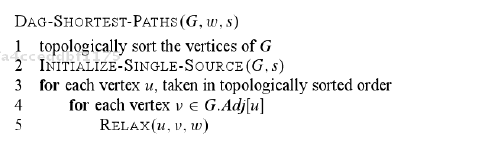 DAG-SHORTEST-PATHS(G, w, s)
1 topologically sort the vertices of G
2 INITIALIZE-SINGLE-SOURCE(G, s)
3 for each vertex u, taken in topologically sorted order
4 for each vertex v ∈ G.Adj[u]
5 RELAX(u, v, w)